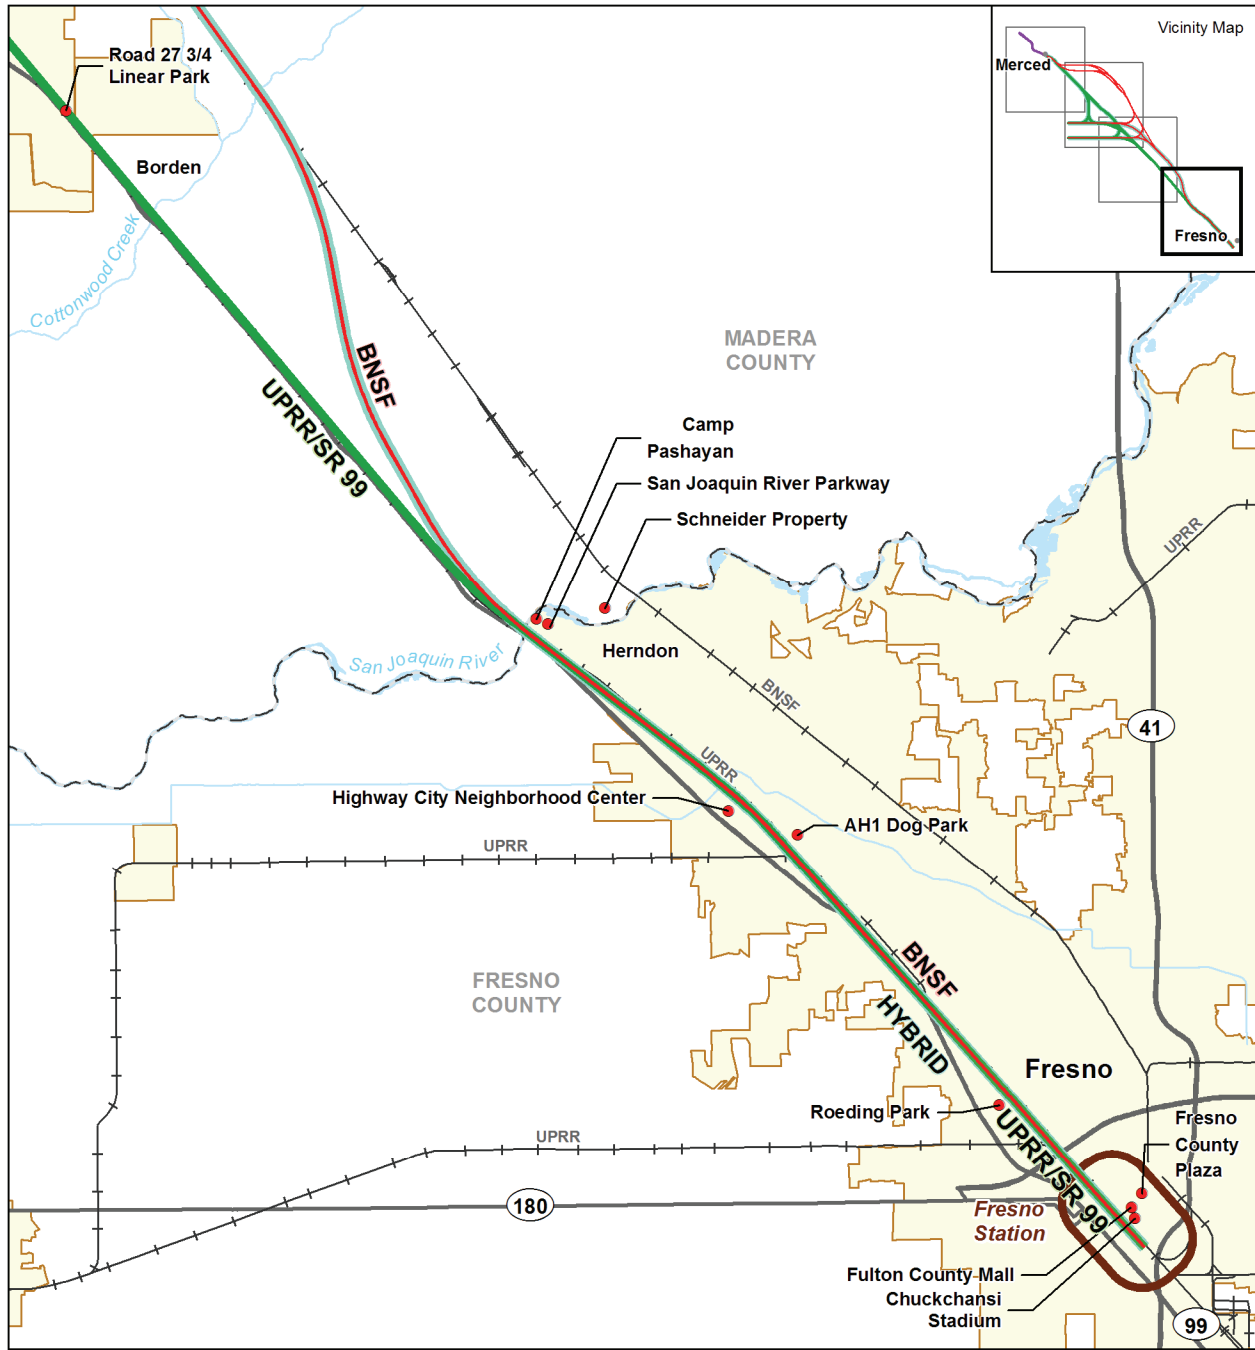 Vicinity Map
Merced
Fresno
Road 27 3/4
Linear Park
Borden
Cottonwood Creek
BNSF
UPRR/SR 99
MADERA
COUNTY
Camp
Pashayan
San Joaquin River Parkway
Schneider Property
UPRR
San Joaquin River
Herndon
BNSF
41
UPRR
Highway City Neighborhood Center
AH1 Dog Park
UPRR
BNSF
HYBRID
FRESNO
COUNTY
Fresno
Roeding Park
Fresno
County
Plaza
UPRR
UPRR/SR 99
180
Fresno
Station
Fulton County Mall
Chuckchansi
Stadium
99